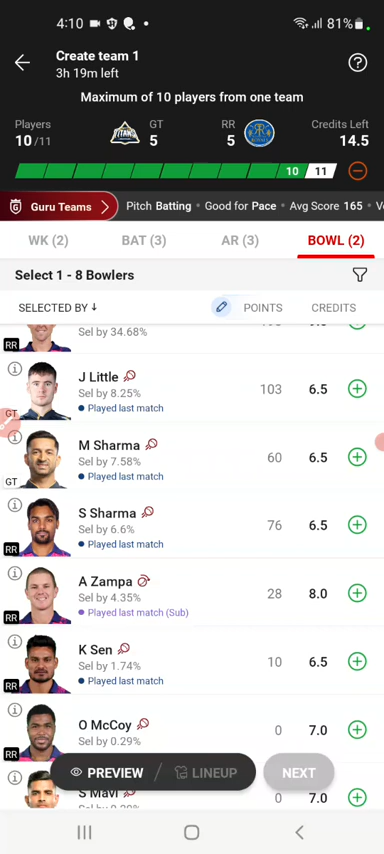 4:10
81%
Create team 1
3h 19m left
Maximum of 10 players from one team
Players
10/11
TITANS
GT
5
RR
5
Credits Left
14.5
10
11
Guru Teams
Pitch Batting • Good for Pace • Avg Score 165 •
WK (2)
BAT (3)
AR (3)
BOWL (2)
Select 1 - 8 Bowlers
SELECTED BY
POINTS
CREDITS
Sel by 34.68%
RR
J Little
Sel by 8.25%
103
6.5
Played last match
GT
M Sharma
Sel by 7.58%
60
6.5
Played last match
GT
S Sharma
Sel by 6.6%
76
6.5
Played last match
RR
A Zampa
Sel by 4.35%
28
8.0
Played last match (Sub)
RR
K Sen
Sel by 1.74%
10
6.5
Played last match
RR
O McCoy
Sel by 0.29%
0
7.0
RR
PREVIEW
LINEUP
NEXT
S Mavi
0
7.0